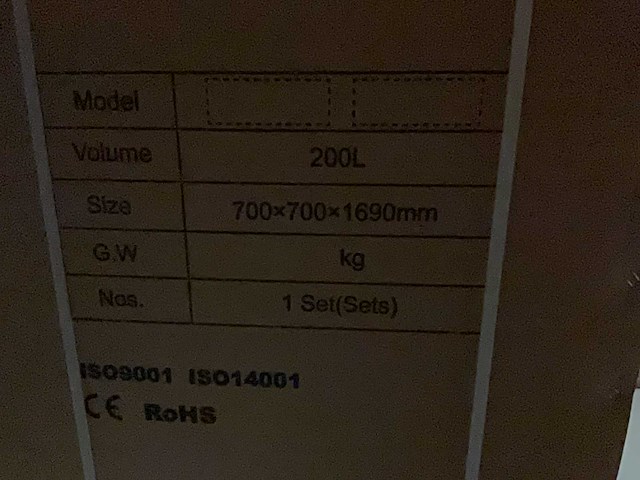 Model
Volume 200L
Size 700×700×1690mm
G.W kg
Nos. 1 Set(Sets)
ISO9001 ISO14001
CE RoHS